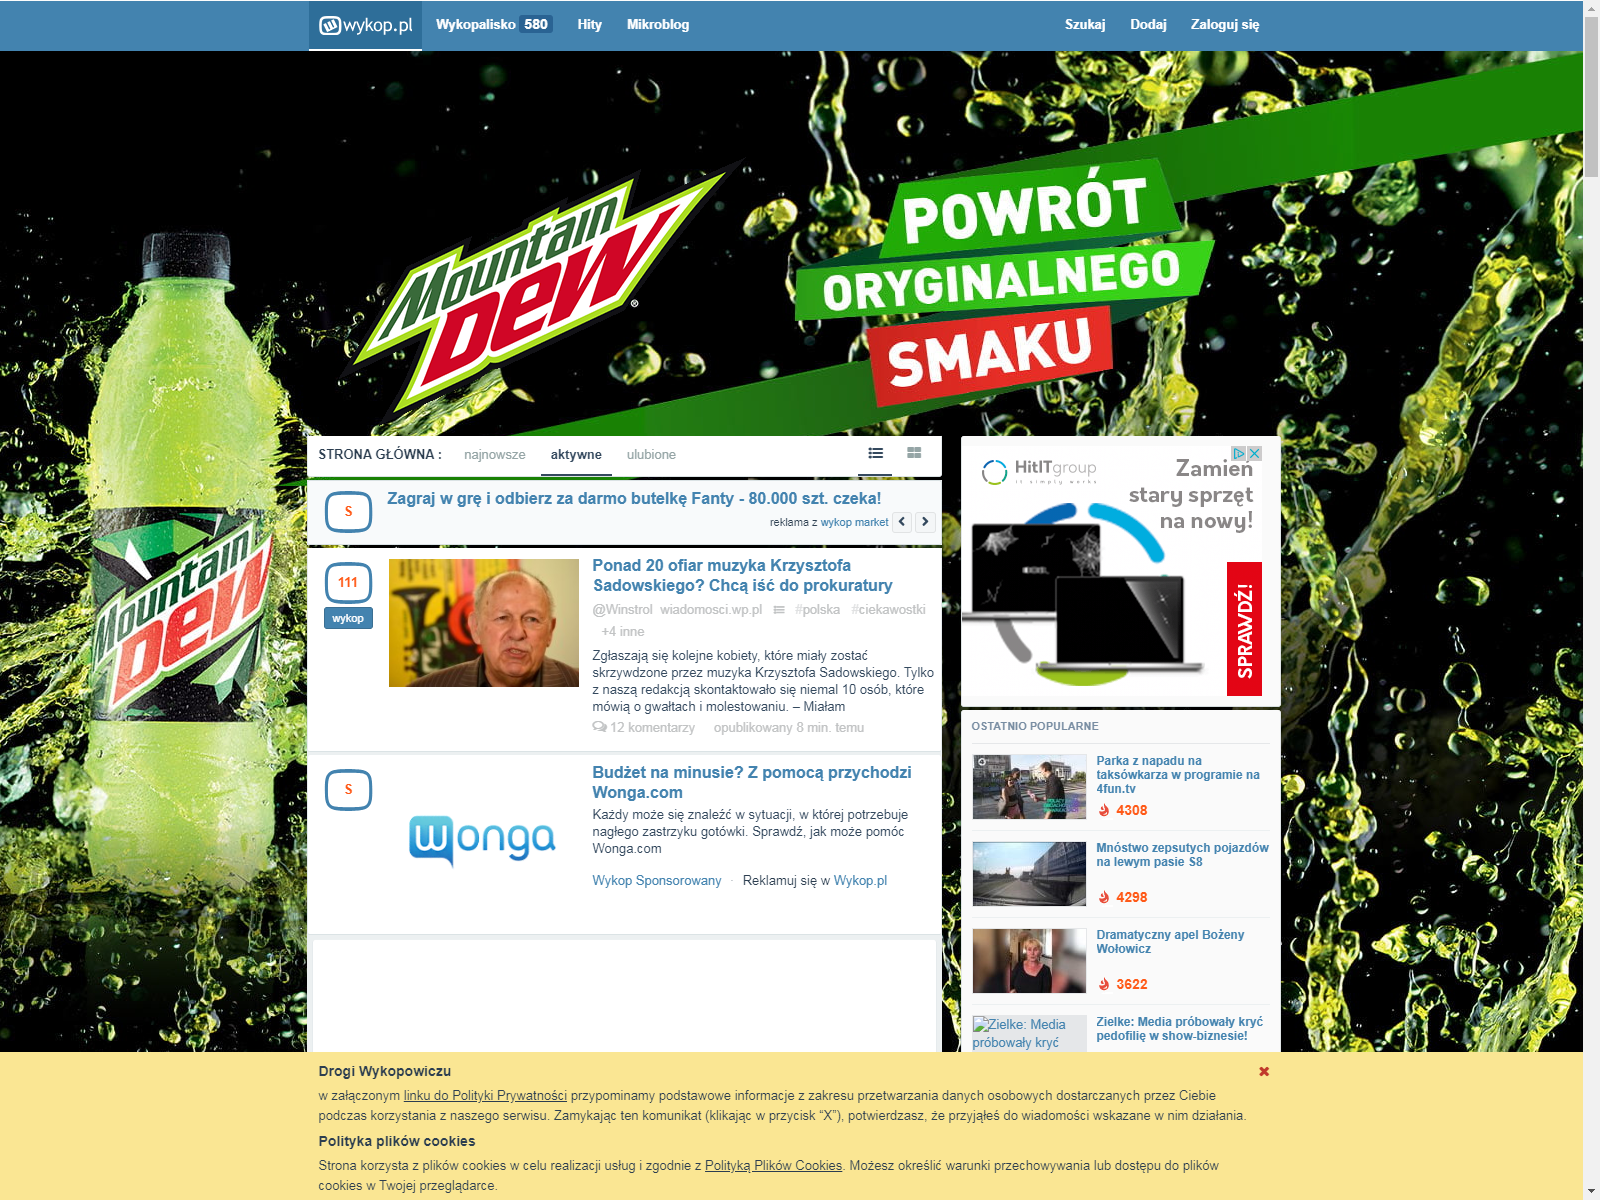 wykop.pl
Wykopalisko 580
Hity
Mikroblog
Szukaj
Dodaj
Zaloguj się
Mountain
DEW®
POWRÓT
ORYGINALNEGO
SMAKU
Mountain
DEW
STRONA GŁÓWNA :
najnowsze
aktywne
ulubione
S
Zagraj w grę i odbierz za darmo butelkę Fanty - 80.000 szt. czeka!
reklama z wykop market
111
wykop
Ponad 20 ofiar muzyka Krzysztofa
Sadowskiego? Chcą iść do prokuratury
@Winstrol wiadomosci.wp.pl #polska #ciekawostki
+4 inne
Zgłaszają się kolejne kobiety, które miały zostać
skrzywdzone przez muzyka Krzysztofa Sadowskiego. Tylko
z naszą redakcją skontaktowało się niemal 10 osób, które
mówią o gwałtach i molestowaniu. – Miałam
12 komentarzy opublikowany 8 min. temu
S
wonga
Budżet na minusie? Z pomocą przychodzi
Wonga.com
Każdy może się znaleźć w sytuacji, w której potrzebuje
nagłego zastrzyku gotówki. Sprawdź, jak może pomóc
Wonga.com
Wykop Sponsorowany · Reklamuj się w Wykop.pl
HitITgroup
it simply works
Zamień
stary sprzęt
na nowy!
SPRAWDŹ!
OSTATNIO POPULARNE
Parka z napadu na
taksówkarza w programie na
4fun.tv
4308
Mnóstwo zepsutych pojazdów
na lewym pasie S8
4298
Dramatyczny apel Bożeny
Wołowicz
3622
Zielke: Media
próbowały kryć
Zielke: Media próbowały kryć
pedofilię w show-biznesie!
Drogi Wykopowiczu
w załączonym linku do Polityki Prywatności przypominamy podstawowe informacje z zakresu przetwarzania danych osobowych dostarczanych przez Ciebie
podczas korzystania z naszego serwisu. Zamykając ten komunikat (klikając w przycisk “X”), potwierdzasz, że przyjąłeś do wiadomości wskazane w nim działania.
Polityka plików cookies
Strona korzysta z plików cookies w celu realizacji usług i zgodnie z Polityką Plików Cookies. Możesz określić warunki przechowywania lub dostępu do plików
cookies w Twojej przeglądarce.